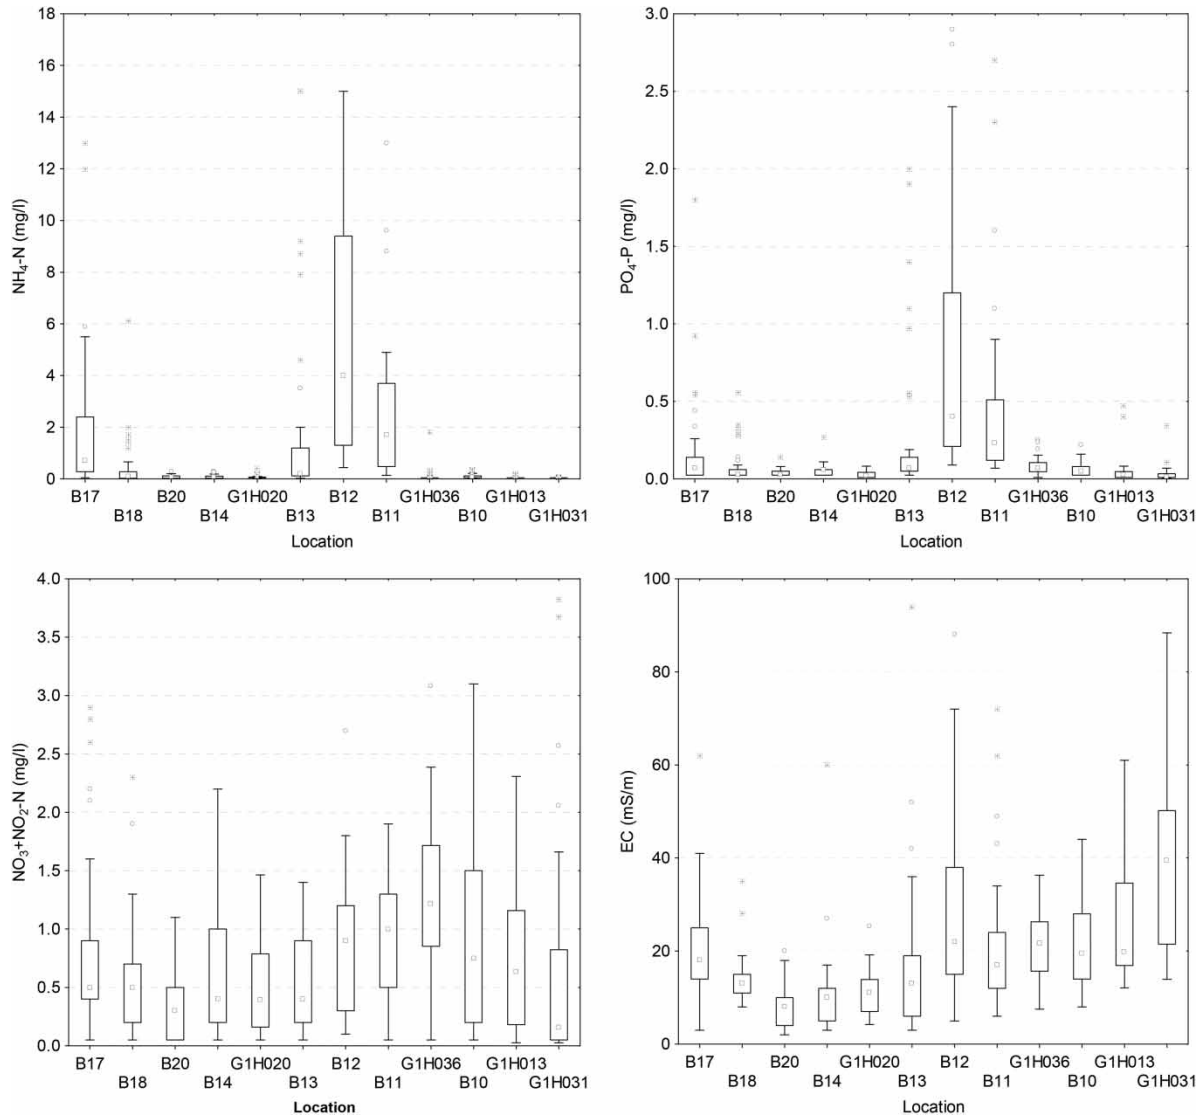 18
16
14
12
10
8
6
4
2
0
NH₄-N (mg/l)
B17 B20 G1H020 B12 G1H036 G1H013
B18 B14 B13 B11 B10 G1H031
Location
3.0
2.5
2.0
1.5
1.0
0.5
0.0
PO₄-P (mg/l)
B17 B20 G1H020 B12 G1H036 G1H013
B18 B14 B13 B11 B10 G1H031
Location
4.0
3.5
3.0
2.5
2.0
1.5
1.0
0.5
0.0
NO₃+NO₂-N (mg/l)
B17 B20 G1H020 B12 G1H036 G1H013
B18 B14 B13 B11 B10 G1H031
Location
100
80
60
40
20
0
EC (mS/m)
B17 B20 G1H020 B12 G1H036 G1H013
B18 B14 B13 B11 B10 G1H031
Location